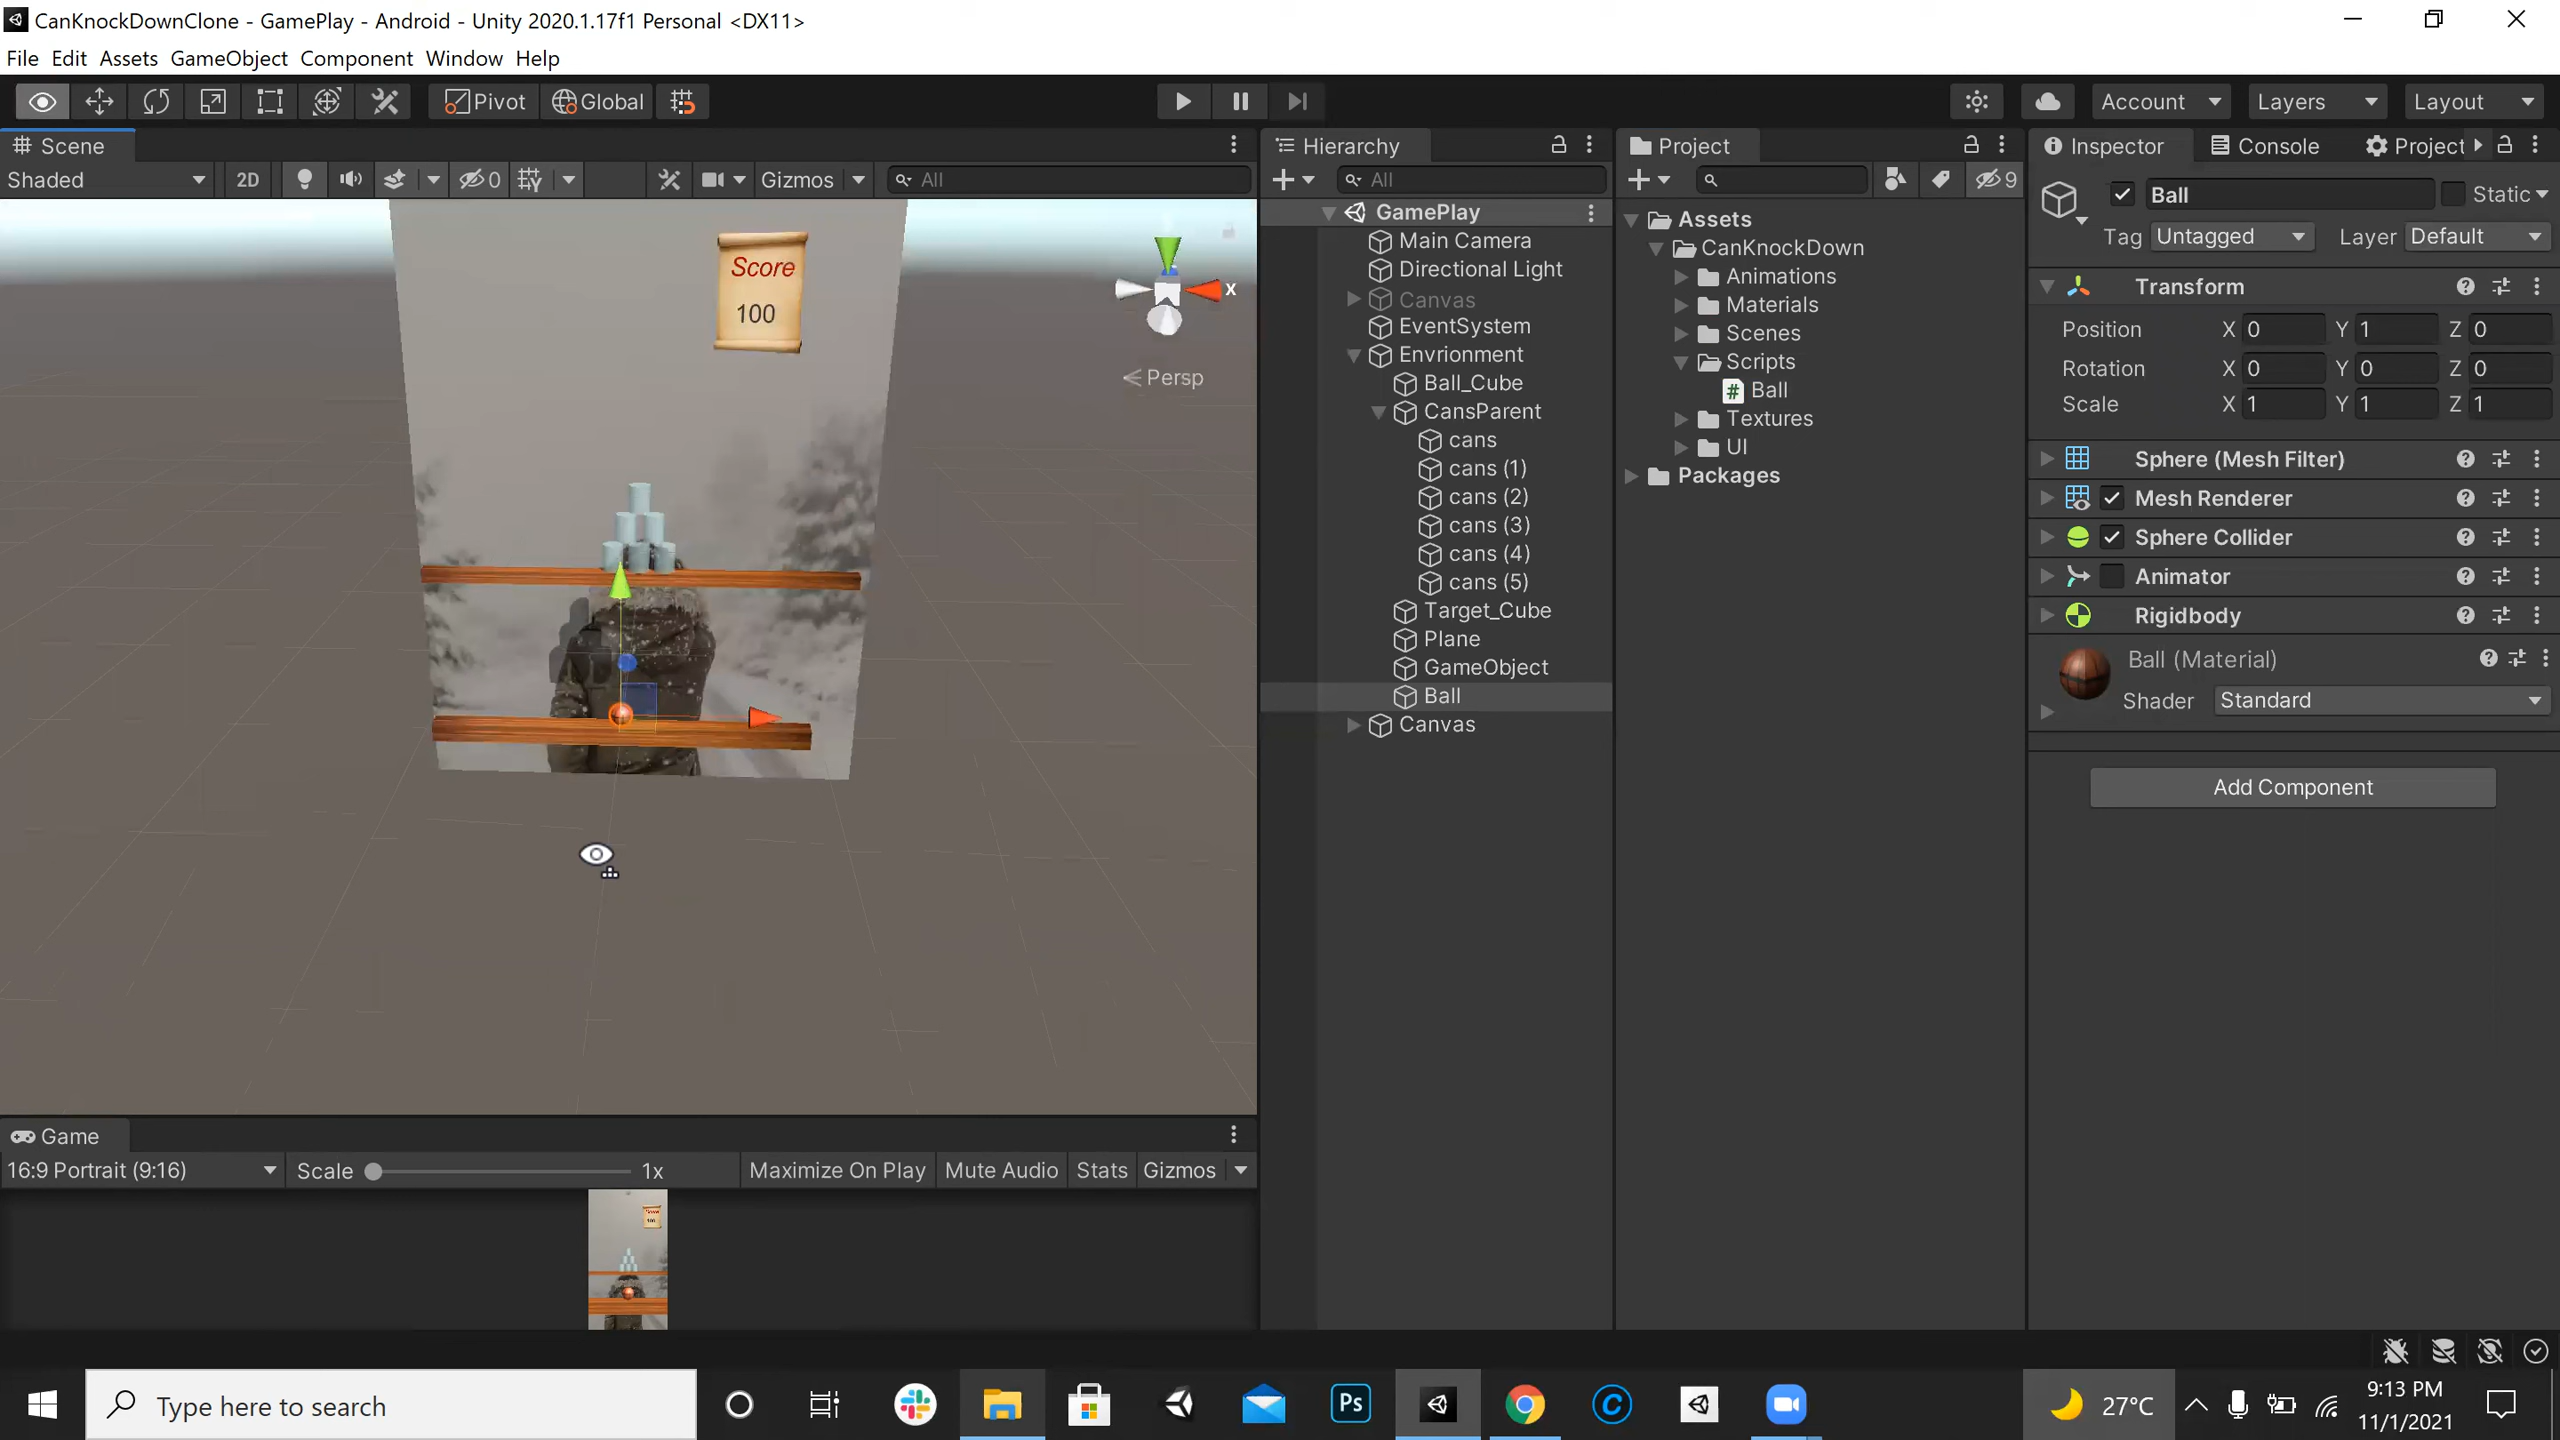 CanKnockDownClone - GamePlay - Android - Unity 2020.1.17f1 Personal <DX11>
File Edit Assets GameObject Component Window Help
Pivot Global Account Layers Layout
Scene
Shaded 2D 0 Gizmos All
Score
100
X
Persp
Hierarchy
All
GamePlay
Main Camera
Directional Light
Canvas
EventSystem
Envrionment
Ball_Cube
CansParent
cans
cans (1)
cans (2)
cans (3)
cans (4)
cans (5)
Target_Cube
Plane
GameObject
Ball
Canvas
Project
9
Assets
CanKnockDown
Animations
Materials
Scenes
Scripts
# Ball
Textures
UI
Packages
Inspector Console Project
Ball Static
Tag Untagged Layer Default
Transform
Position X 0 Y 1 Z 0
Rotation X 0 Y 0 Z 0
Scale X 1 Y 1 Z 1
Sphere (Mesh Filter)
Mesh Renderer
Sphere Collider
Animator
Rigidbody
Ball (Material)
Shader Standard
Add Component
Game
16:9 Portrait (9:16) Scale 1x Maximize On Play Mute Audio Stats Gizmos
Score
100
Type here to search
Ps
27°C
9:13 PM
11/1/2021